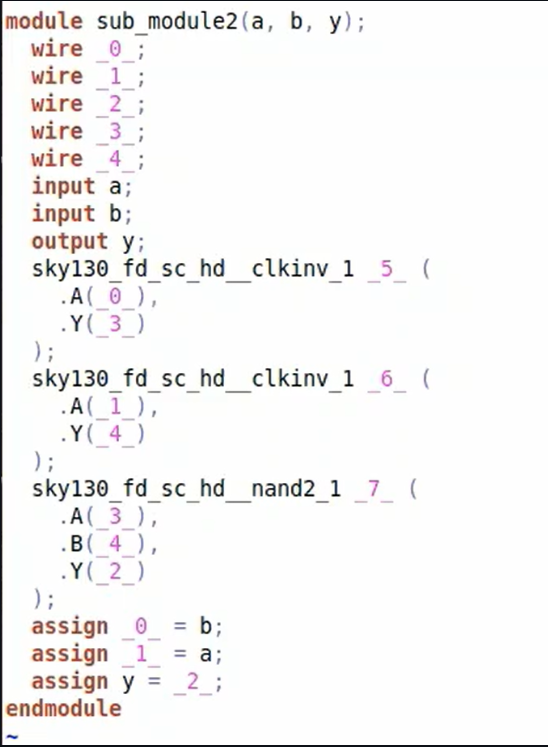 module sub_module2(a, b, y);
  wire _0_;
  wire _1_;
  wire _2_;
  wire _3_;
  wire _4_;
  input a;
  input b;
  output y;
  sky130_fd_sc_hd__clkinv_1 _5_ (
    .A(_0_),
    .Y(_3_)
  );
  sky130_fd_sc_hd__clkinv_1 _6_ (
    .A(_1_),
    .Y(_4_)
  );
  sky130_fd_sc_hd__nand2_1 _7_ (
    .A(_3_),
    .B(_4_),
    .Y(_2_)
  );
  assign _0_ = b;
  assign _1_ = a;
  assign y = _2_;
endmodule
~